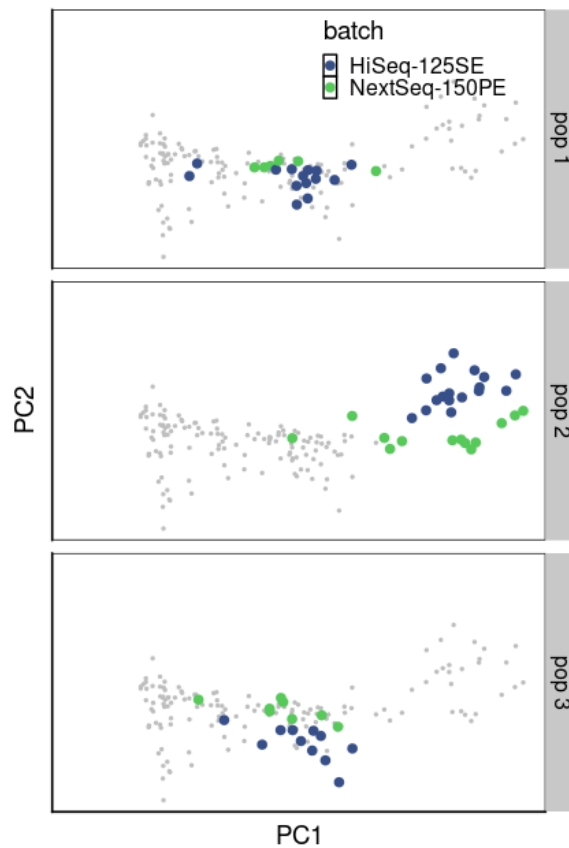 batch
HiSeq-125SE
NextSeq-150PE
pop 1
pop 2
pop 3
PC2
PC1